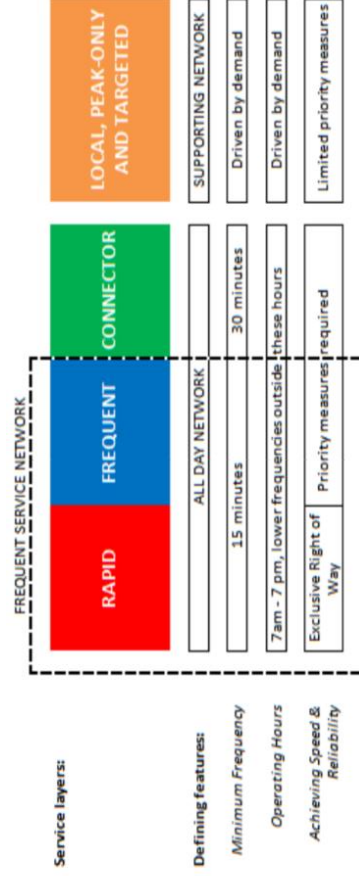 FREQUENT SERVICE NETWORK
Service layers:
RAPID
FREQUENT
CONNECTOR
LOCAL, PEAK-ONLY
AND TARGETED
Defining features:
ALL DAY NETWORK
SUPPORTING NETWORK
Minimum Frequency
15 minutes
30 minutes
Driven by demand
Operating Hours
7am - 7 pm, lower frequencies outside these hours
Driven by demand
Achieving Speed &
Reliability
Exclusive Right of
Way
Priority measures required
Limited priority measures